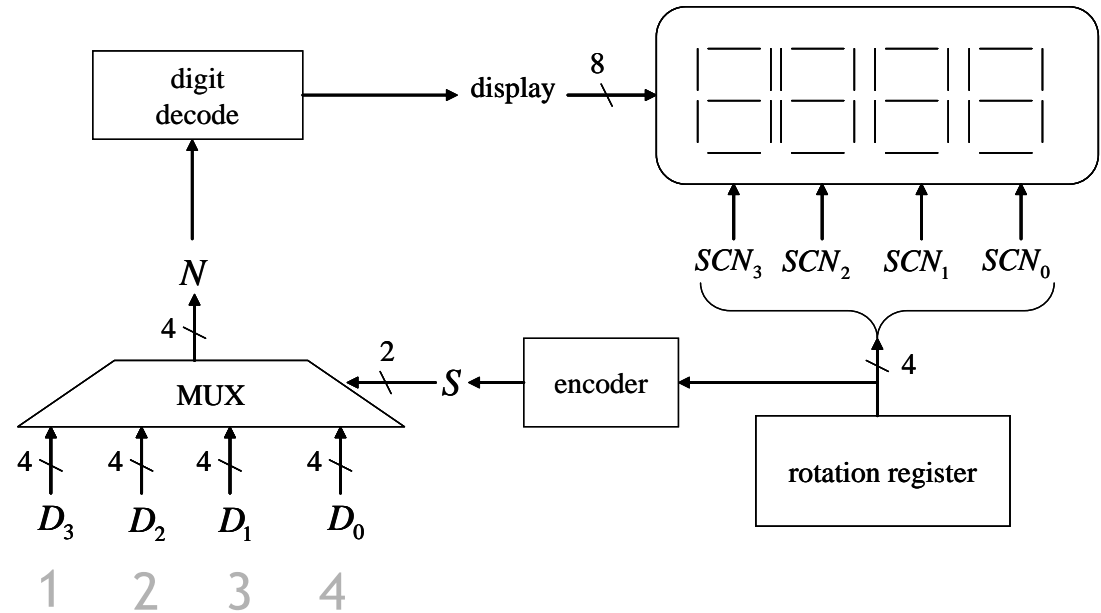 digit
decode
display
8
SCN₃ SCN₂ SCN₁ SCN₀
N
4
MUX
2
S
encoder
4
rotation register
4 4 4 4
D₃ D₂ D₁ D₀
1 2 3 4